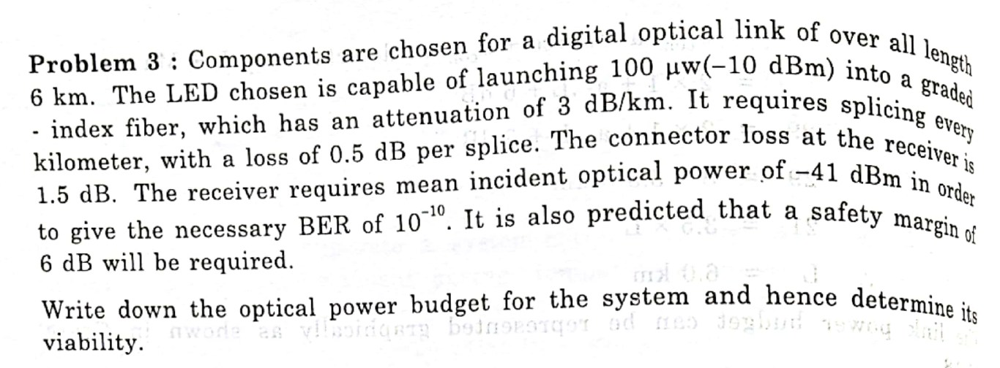 Problem 3 : Components are chosen for a digital optical link of over all length
6 km. The LED chosen is capable of launching 100 μw(−10 dBm) into a graded
- index fiber, which has an attenuation of 3 dB/km. It requires splicing every
kilometer, with a loss of 0.5 dB per splice. The connector loss at the receiver is
1.5 dB. The receiver requires mean incident optical power of −41 dBm in order
to give the necessary BER of 10⁻¹⁰. It is also predicted that a safety margin of
6 dB will be required.
Write down the optical power budget for the system and hence determine its
viability.